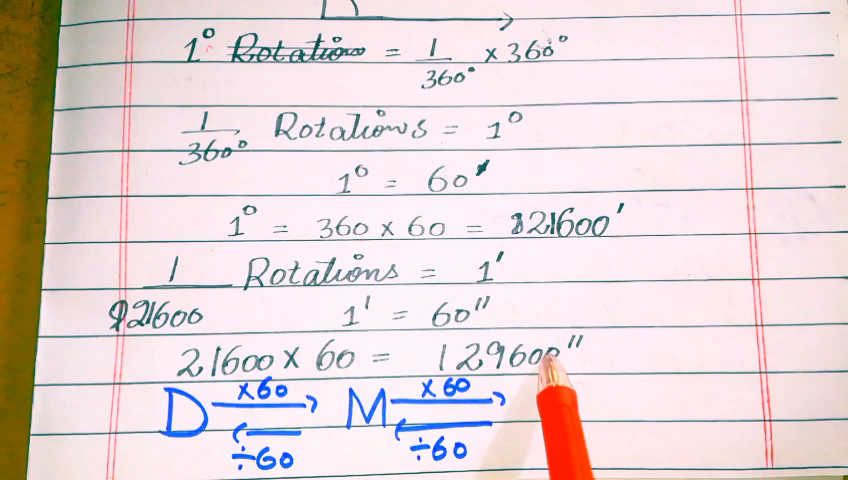 1° Rotation = 1/360° × 360°
1/360° Rotations = 1°
1° = 60'
1° = 360 × 60 = 21600'
1/21600 Rotations = 1'
1' = 60"
21600 × 60 = 129600"
D ×60 M ×60
÷60 ÷60